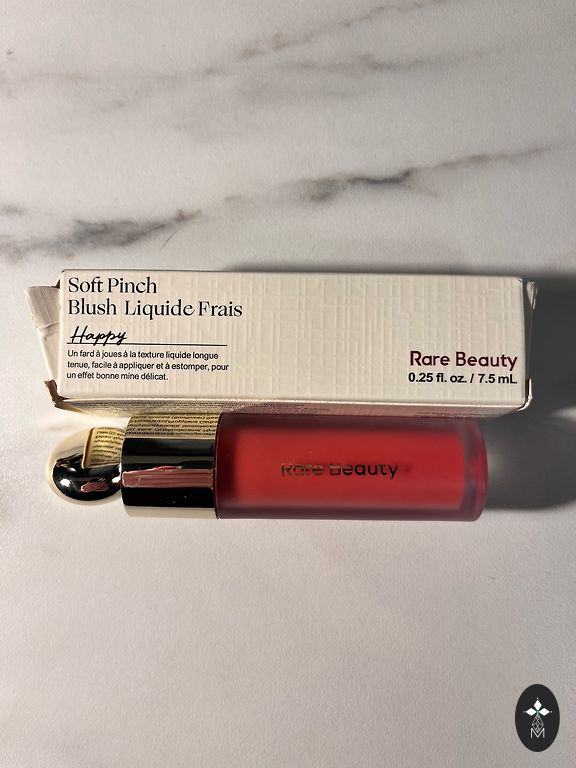 Soft Pinch
Blush Liquide Frais
Happy
Un fard à joues à la texture liquide longue
tenue, facile à appliquer et à estomper, pour
un effet bonne mine délicat.
Rare Beauty
0.25 fl. oz. / 7.5 mL
Rare Beauty
M